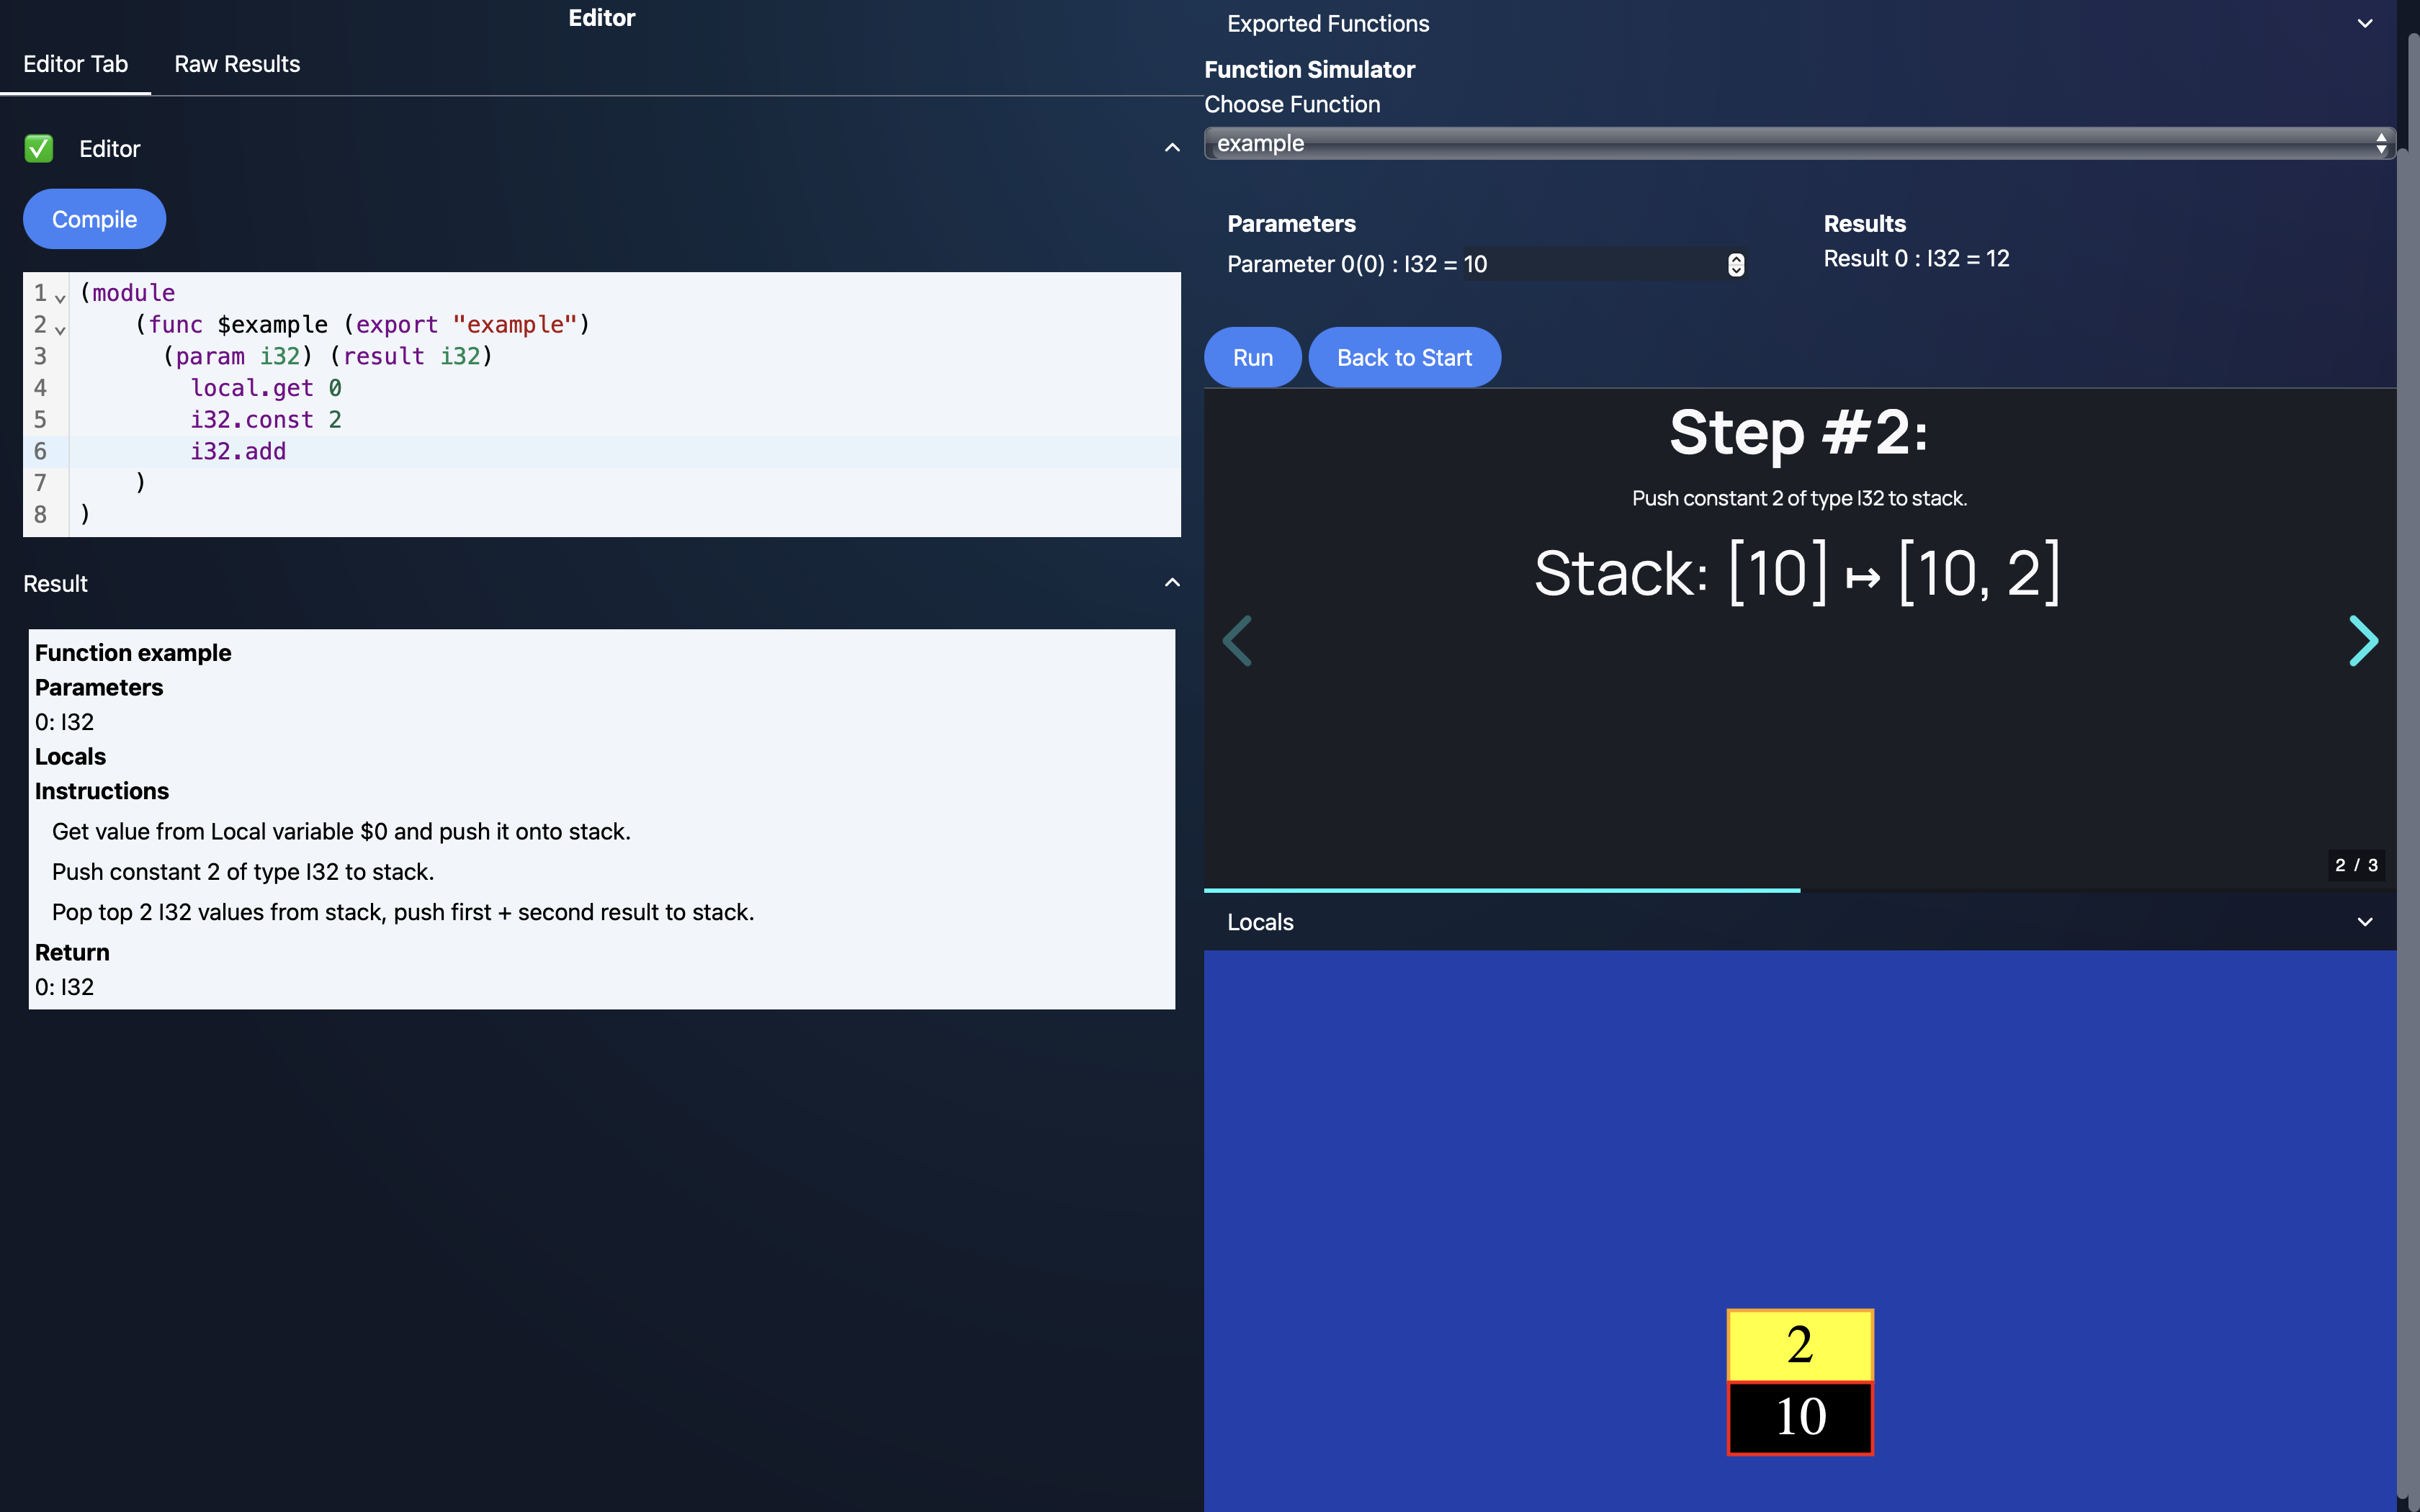 Editor
Editor Tab
Raw Results
✅ Editor
Compile
1 (module
2     (func $example (export "example")
3       (param i32) (result i32)
4         local.get 0
5         i32.const 2
6         i32.add
7     )
8 )
Result
Function example
Parameters
0: I32
Locals
Instructions
Get value from Local variable $0 and push it onto stack.
Push constant 2 of type I32 to stack.
Pop top 2 I32 values from stack, push first + second result to stack.
Return
0: I32
Exported Functions
Function Simulator
Choose Function
example
Parameters
Parameter 0(0) : I32 = 10
Results
Result 0 : I32 = 12
Run
Back to Start
Step #2:
Push constant 2 of type I32 to stack.
Stack: [10] ↦ [10, 2]
2 / 3
Locals
2
10